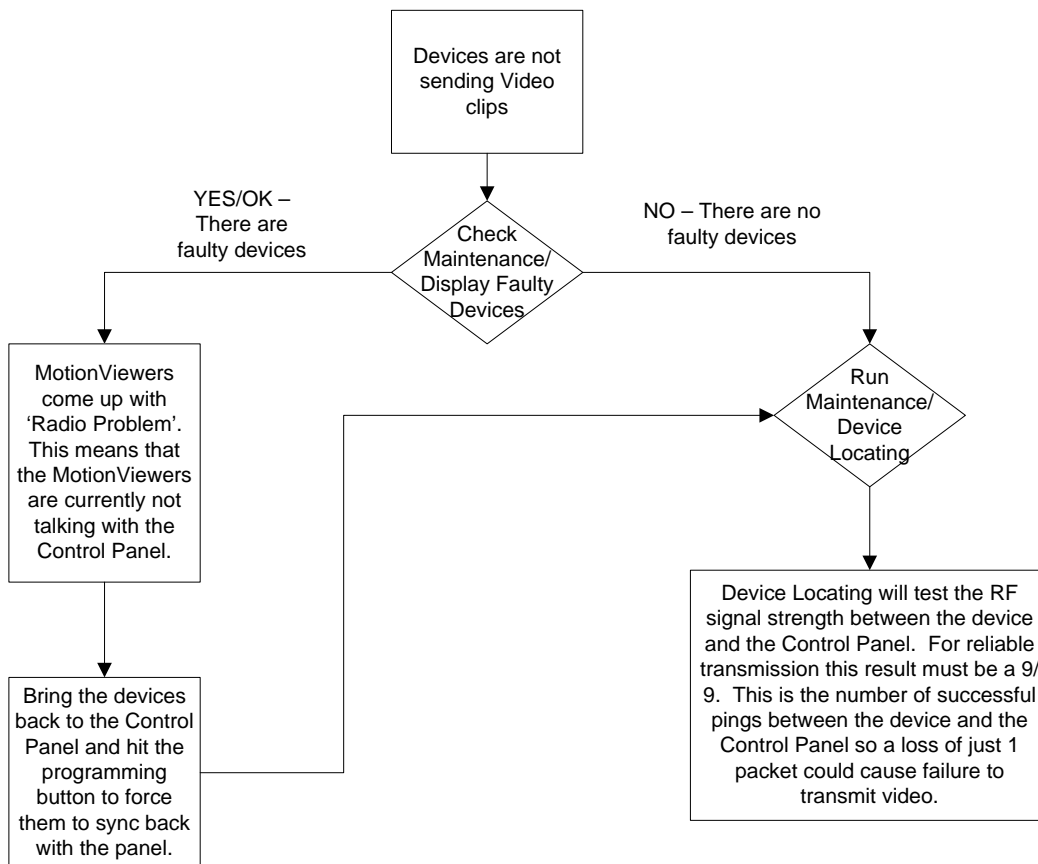 Devices are not
sending Video
clips
YES/OK –
There are
faulty devices
NO – There are no
faulty devices
Check
Maintenance/
Display Faulty
Devices
MotionViewers
come up with
‘Radio Problem’.
This means that
the MotionViewers
are currently not
talking with the
Control Panel.
Run
Maintenance/
Device
Locating
Bring the devices
back to the Control
Panel and hit the
programming
button to force
them to sync back
with the panel.
Device Locating will test the RF
signal strength between the device
and the Control Panel.  For reliable
transmission this result must be a 9/
9.  This is the number of successful
pings between the device and the
Control Panel so a loss of just 1
packet could cause failure to
transmit video.